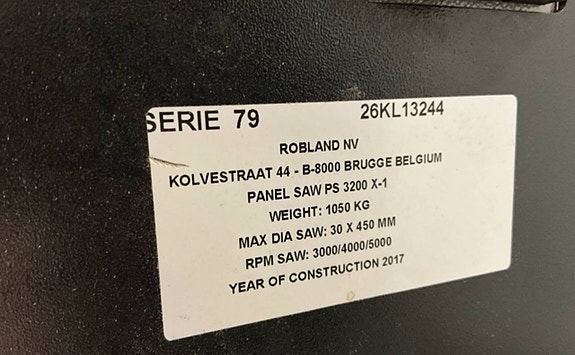 SERIE 79 26KL13244
ROBLAND NV
KOLVESTRAAT 44 - B-8000 BRUGGE BELGIUM
PANEL SAW PS 3200 X-1
WEIGHT: 1050 KG
MAX DIA SAW: 30 X 450 MM
RPM SAW: 3000/4000/5000
YEAR OF CONSTRUCTION 2017